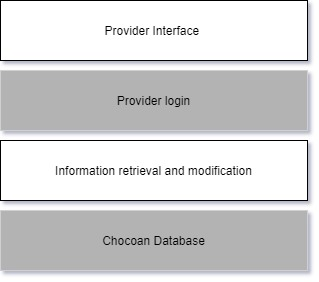 Provider Interface
Provider login
Information retrieval and modification
Chocoan Database